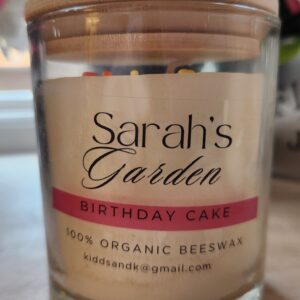 Sarah's
Garden
BIRTHDAY CAKE
100% ORGANIC BEESWAX
kiddsandk@gmail.com